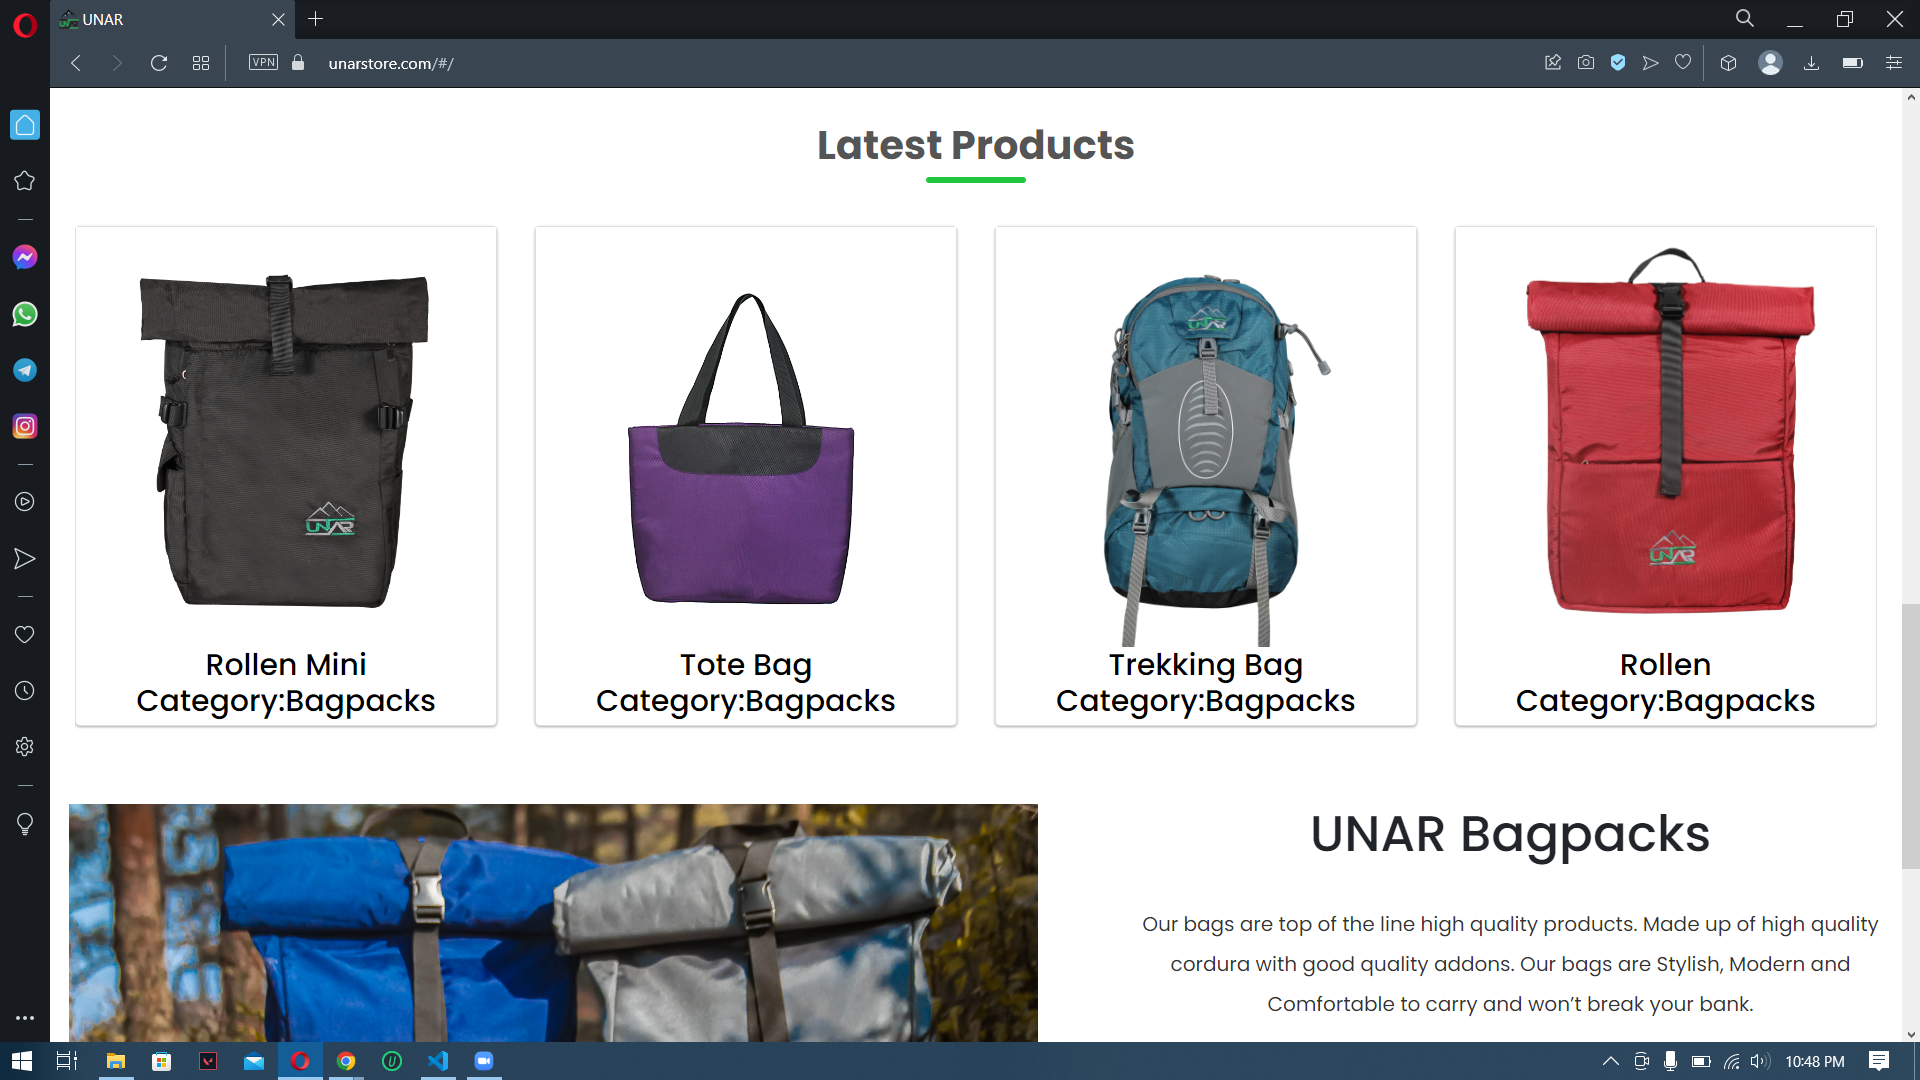 UNAR
VPN
unarstore.com/#/
Latest Products
UNAR
UNAR
UNAR
Rollen Mini
Category:Bagpacks
Tote Bag
Category:Bagpacks
Trekking Bag
Category:Bagpacks
Rollen
Category:Bagpacks
UNAR Bagpacks
Our bags are top of the line high quality products. Made up of high quality
cordura with good quality addons. Our bags are Stylish, Modern and
Comfortable to carry and won’t break your bank.
10:48 PM